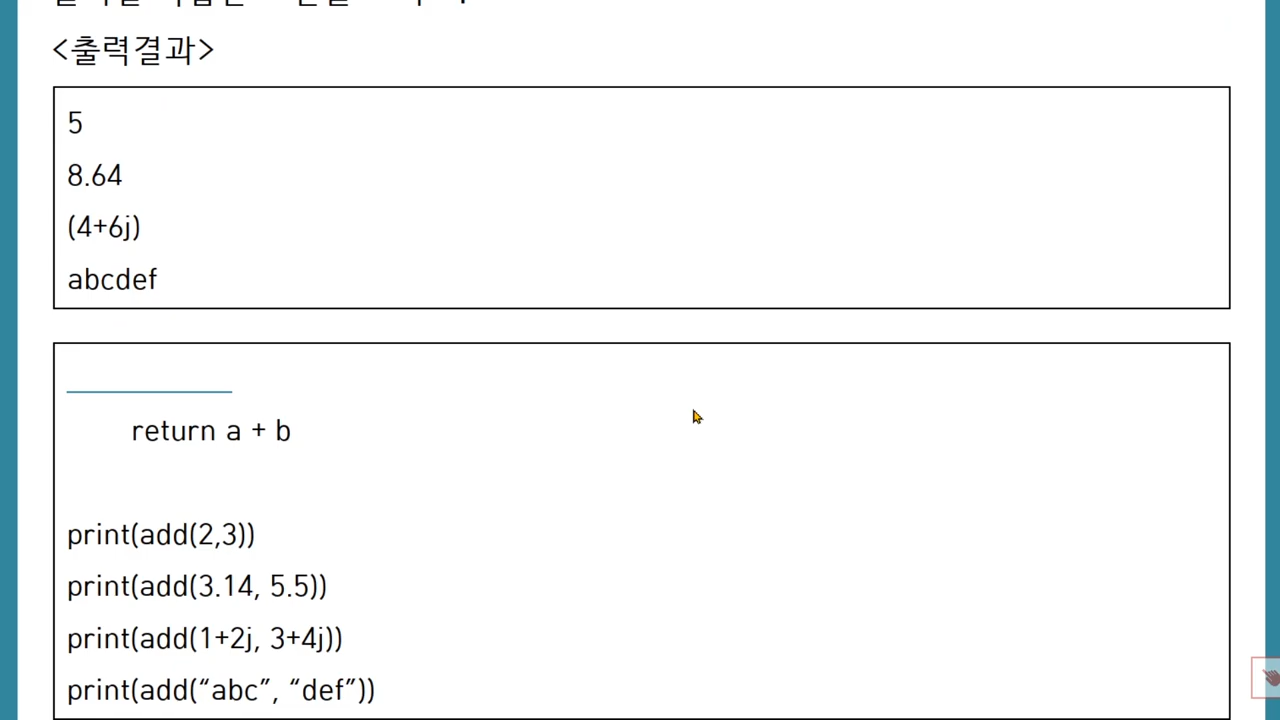 <출력결과>
5
8.64
(4+6j)
abcdef
return a + b
print(add(2,3))
print(add(3.14, 5.5))
print(add(1+2j, 3+4j))
print(add(“abc”, “def”))